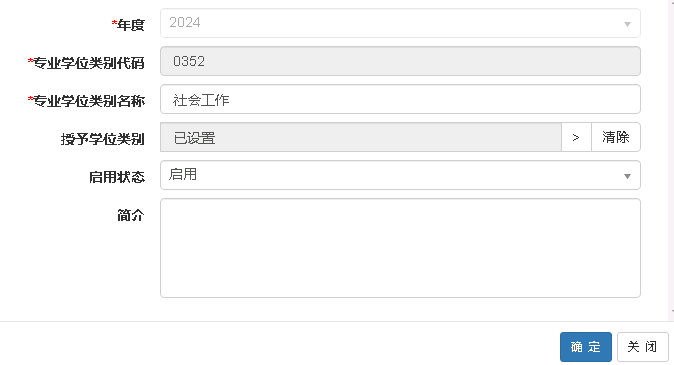 *年度 2024
*专业学位类别代码 0352
*专业学位类别名称 社会工作
授予学位类别 已设置 > 清除
启用状态 启用
简介
确 定 关 闭